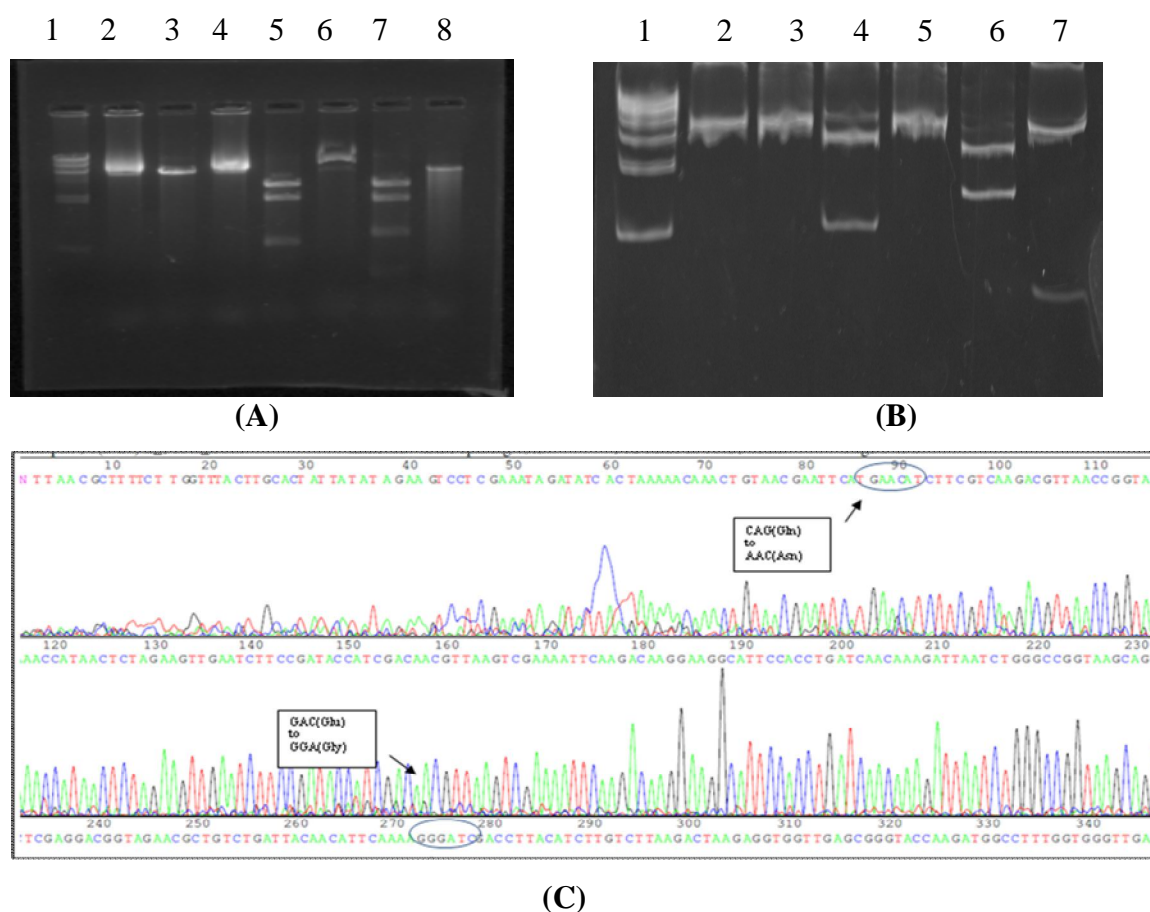 1 2 3 4 5 6 7 8
1 2 3 4 5 6 7
(A)
(B)
10 20 30 40 50 60 70 80 90 100 110
N TTAACGCTTTTCTTGGTTTACTTGCACTATTATATAGAAGTCCTCGAAATAGATATCACTAAAAACAAACTGTAACGAATTCATGAACATCTTCGTCAAGACGTTAACCGGTA
CAG(Gln)
to
AAC(Asn)
120 130 140 150 160 170 180 190 200 210 220 230
AACCATAACTCTAGAAGTTGAATCTTCCGATACCATCGACAACGTTAAGTCGAAAATTCAAGACAAGGAAGGCATTCCACCTGATCAACAAAGATTAATCTGGGCCGGTAAGCAG
GAC(Glu)
to
GGA(Gly)
240 250 260 270 280 290 300 310 320 330 340
TCGAGGACGGTAGAACGCTGTCTGATTACAACATTCAAAAGGGATCGACCTTACATCTTGTCTTAAGACTAAGAGGTGGTTGAGCGGGTACCAAGATGGCCTTTGGTGGGTTGA
(C)